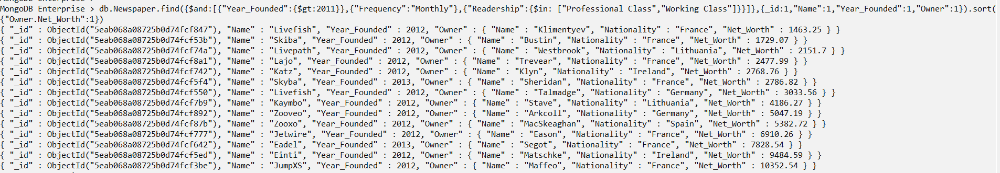 MongoDB Enterprise >
MongoDB Enterprise > db.Newspaper.find({$and:[{"Year_Founded":{$gt:2011}},{"Frequency":"Monthly"},{"Readership":{$in: ["Professional Class","Working Class"]}}]},{_id:1,"Name":1,"Year_Founded":1,"Owner":1}).sort(
{"Owner.Net_Worth":1})
{ "_id" : ObjectId("5eab068a08725b0d74fcf847"), "Name" : "Livefish", "Year_Founded" : 2012, "Owner" : { "Name" : "Klimentyev", "Nationality" : "France", "Net_Worth" : 1463.25 } }
{ "_id" : ObjectId("5eab068a08725b0d74fcf53b"), "Name" : "Skiba", "Year_Founded" : 2012, "Owner" : { "Name" : "Bustin", "Nationality" : "France", "Net_Worth" : 1729.07 } }
{ "_id" : ObjectId("5eab068a08725b0d74fcf74a"), "Name" : "Livepath", "Year_Founded" : 2012, "Owner" : { "Name" : "Westbrook", "Nationality" : "Lithuania", "Net_Worth" : 2151.7 } }
{ "_id" : ObjectId("5eab068a08725b0d74fcf8a1"), "Name" : "Lajo", "Year_Founded" : 2012, "Owner" : { "Name" : "Trevear", "Nationality" : "France", "Net_Worth" : 2477.99 } }
{ "_id" : ObjectId("5eab068a08725b0d74fcf742"), "Name" : "Katz", "Year_Founded" : 2012, "Owner" : { "Name" : "Klyn", "Nationality" : "Ireland", "Net_Worth" : 2768.76 } }
{ "_id" : ObjectId("5eab068a08725b0d74fcf5f4"), "Name" : "Skyba", "Year_Founded" : 2013, "Owner" : { "Name" : "Sheridan", "Nationality" : "France", "Net_Worth" : 2786.82 } }
{ "_id" : ObjectId("5eab068a08725b0d74fcf550"), "Name" : "Livefish", "Year_Founded" : 2012, "Owner" : { "Name" : "Talmadge", "Nationality" : "Germany", "Net_Worth" : 3033.56 } }
{ "_id" : ObjectId("5eab068a08725b0d74fcf7b9"), "Name" : "Kaymbo", "Year_Founded" : 2012, "Owner" : { "Name" : "Stave", "Nationality" : "Lithuania", "Net_Worth" : 4186.27 } }
{ "_id" : ObjectId("5eab068a08725b0d74fcf892"), "Name" : "Zooveo", "Year_Founded" : 2012, "Owner" : { "Name" : "Arkcoll", "Nationality" : "Germany", "Net_Worth" : 5047.19 } }
{ "_id" : ObjectId("5eab068a08725b0d74fcf87b"), "Name" : "Zooxo", "Year_Founded" : 2012, "Owner" : { "Name" : "MacSkeaghan", "Nationality" : "Spain", "Net_Worth" : 5382.72 } }
{ "_id" : ObjectId("5eab068a08725b0d74fcf777"), "Name" : "Jetwire", "Year_Founded" : 2012, "Owner" : { "Name" : "Eason", "Nationality" : "France", "Net_Worth" : 6910.26 } }
{ "_id" : ObjectId("5eab068a08725b0d74fcf642"), "Name" : "Eadel", "Year_Founded" : 2013, "Owner" : { "Name" : "Segot", "Nationality" : "France", "Net_Worth" : 7828.54 } }
{ "_id" : ObjectId("5eab068a08725b0d74fcf5ed"), "Name" : "Einti", "Year_Founded" : 2012, "Owner" : { "Name" : "Matschke", "Nationality" : "Ireland", "Net_Worth" : 9484.59 } }
{ "_id" : ObjectId("5eab068a08725b0d74fcf3be"), "Name" : "JumpXS", "Year_Founded" : 2012, "Owner" : { "Name" : "Maffeo", "Nationality" : "France", "Net_Worth" : 10352.54 } }